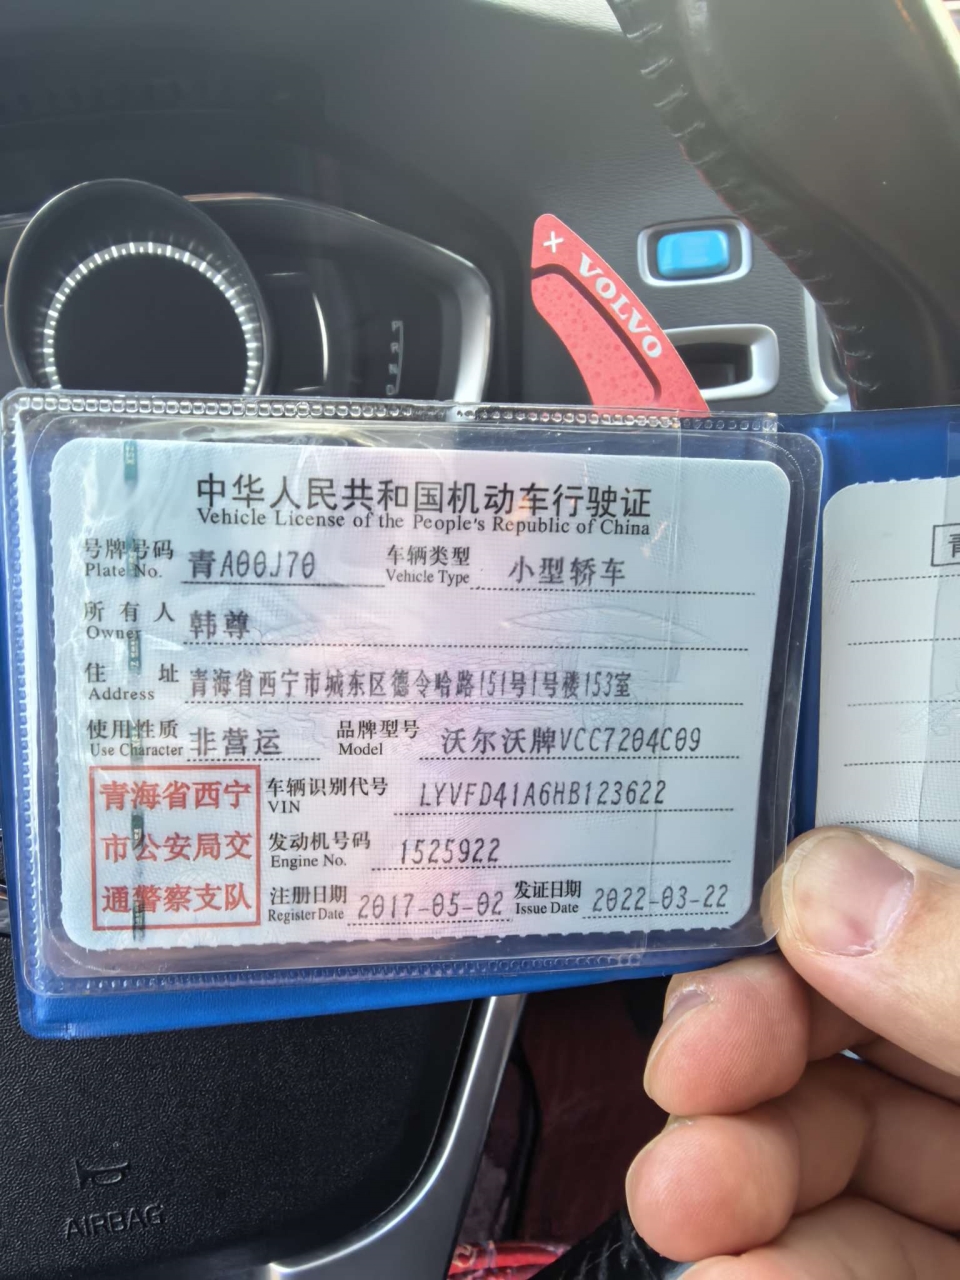 VOLVO
中华人民共和国机动车行驶证
Vehicle License of the People's Republic of China
号牌号码 青A00J70 车辆类型 小型轿车
Plate No. Vehicle Type
所有人 韩尊
Owner
住址 青海省西宁市城东区德令哈路151号1号楼153室
Address
使用性质 非营运 品牌型号 沃尔沃牌VCC7204C09
Use Character Model
青海省西宁
市公安局交
通警察支队
车辆识别代号 LYVFD41A6HB123622
VIN
发动机号码 1525922
Engine No.
注册日期 2017-05-02 发证日期 2022-03-22
Register Date Issue Date
AIRBAG